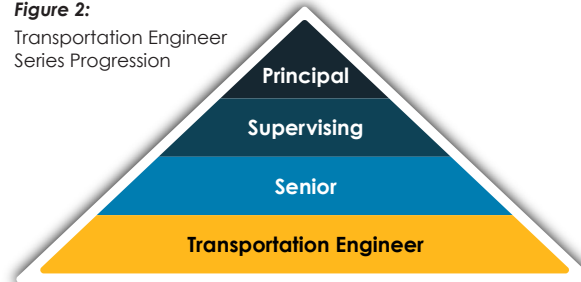 Figure 2:
Transportation Engineer
Series Progression
Principal
Supervising
Senior
Transportation Engineer